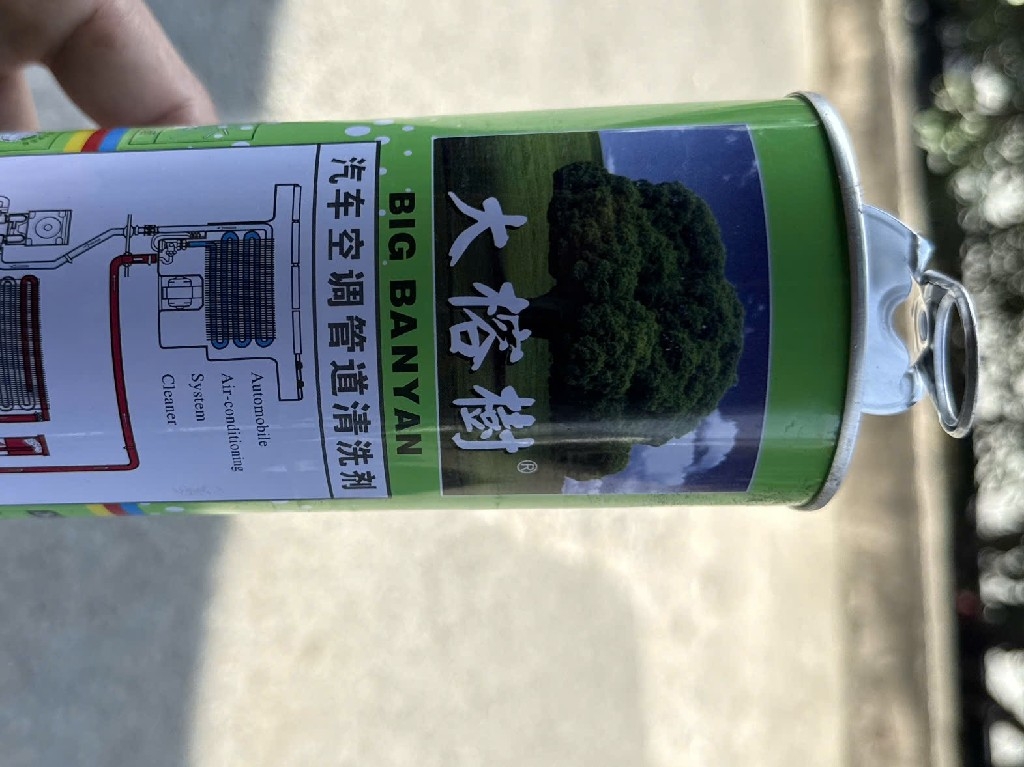 大榕樹®
BIG BANYAN
汽车空调管道清洗剂
Automobile
Air-conditioning
System
Cleaner